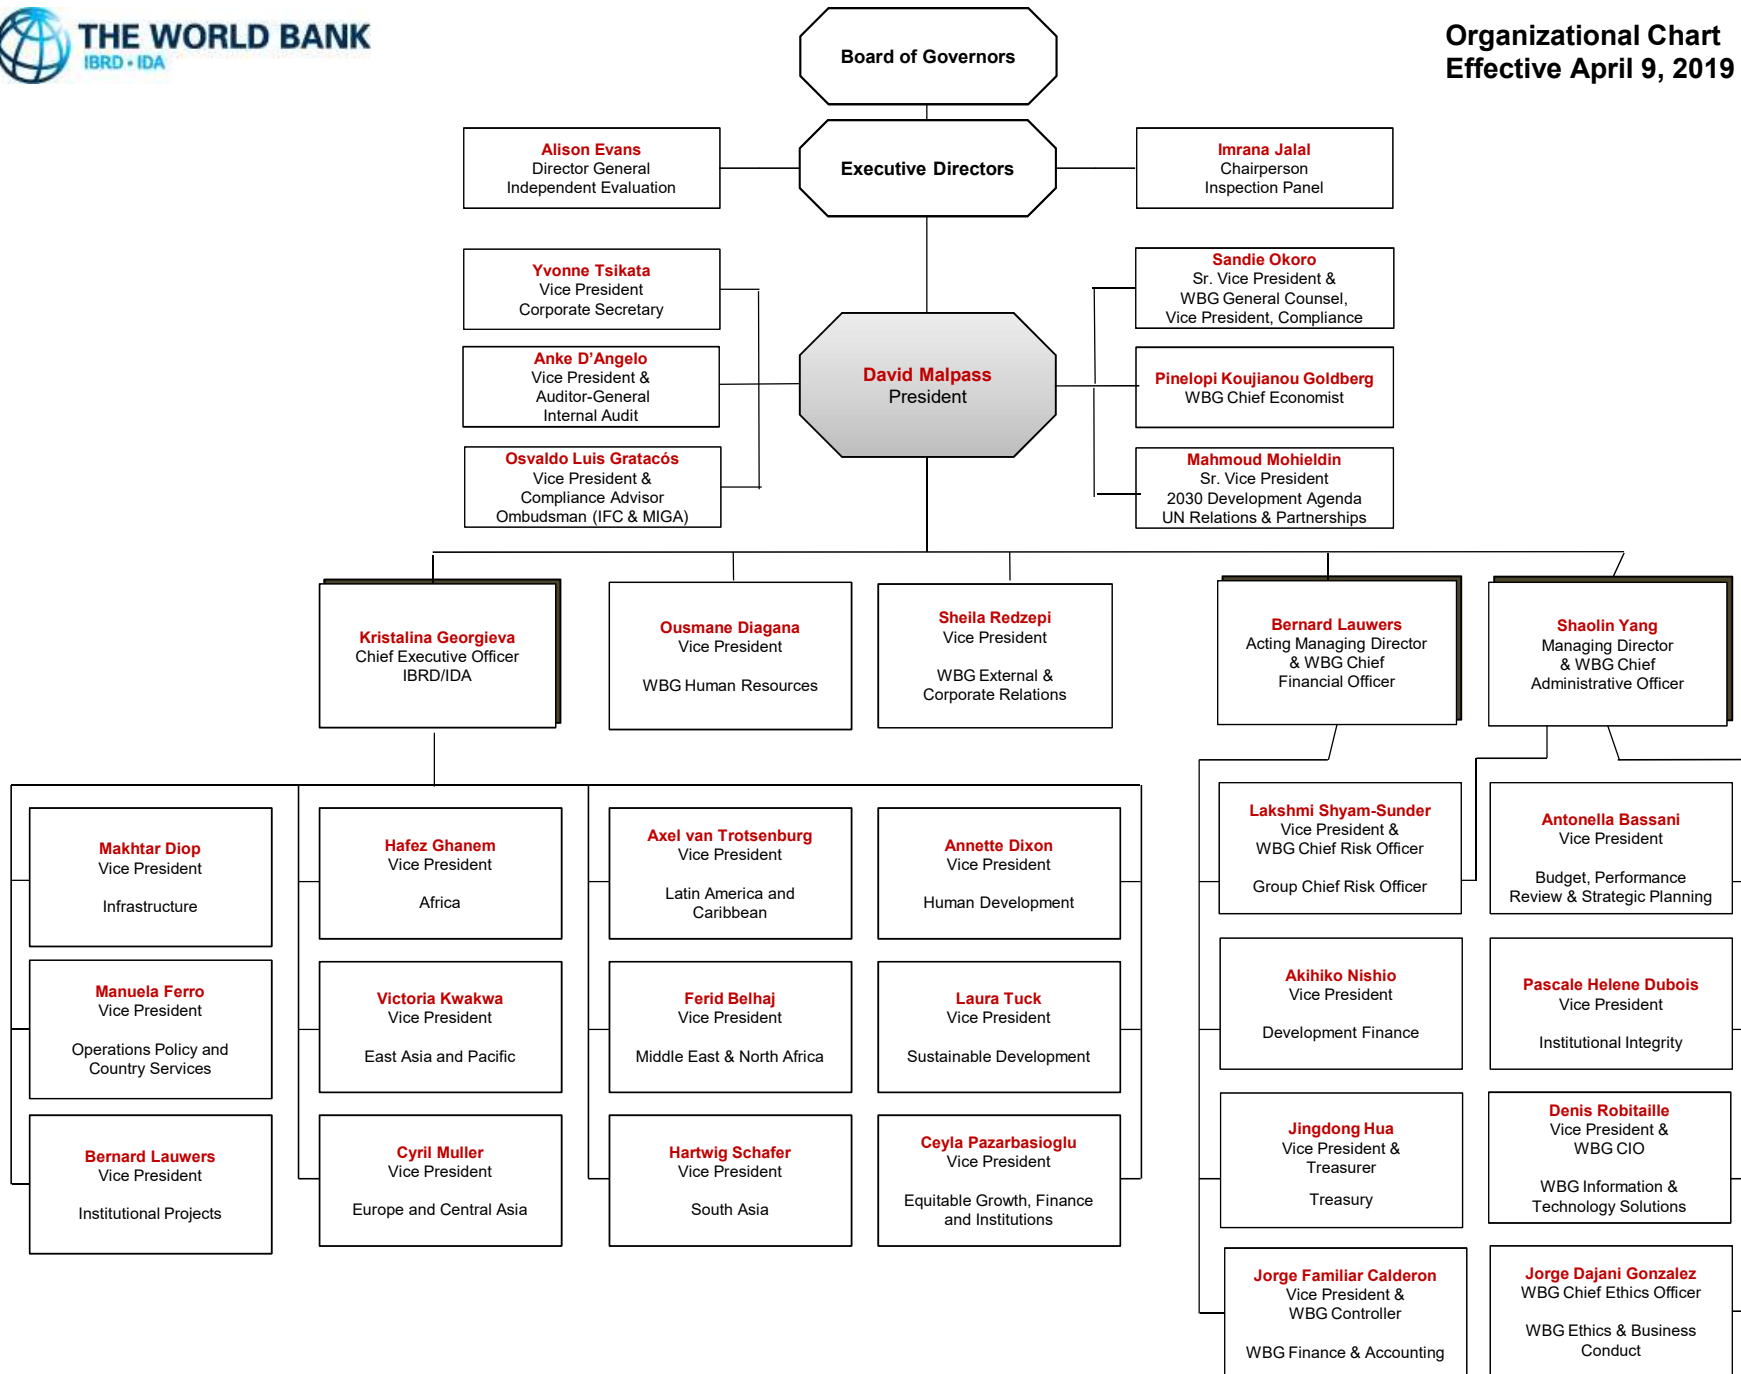 THE WORLD BANK
IBRD • IDA
Organizational Chart
Effective April 9, 2019
Board of Governors
Executive Directors
Alison Evans
Director General
Independent Evaluation
Imrana Jalal
Chairperson
Inspection Panel
Yvonne Tsikata
Vice President
Corporate Secretary
Anke D’Angelo
Vice President &
Auditor-General
Internal Audit
Osvaldo Luis Gratacós
Vice President &
Compliance Advisor
Ombudsman (IFC & MIGA)
David Malpass
President
Sandie Okoro
Sr. Vice President &
WBG General Counsel,
Vice President, Compliance
Pinelopi Koujianou Goldberg
WBG Chief Economist
Mahmoud Mohieldin
Sr. Vice President
2030 Development Agenda
UN Relations & Partnerships
Kristalina Georgieva
Chief Executive Officer
IBRD/IDA
Ousmane Diagana
Vice President
WBG Human Resources
Sheila Redzepi
Vice President
WBG External &
Corporate Relations
Bernard Lauwers
Acting Managing Director
& WBG Chief
Financial Officer
Shaolin Yang
Managing Director
& WBG Chief
Administrative Officer
Makhtar Diop
Vice President
Infrastructure
Hafez Ghanem
Vice President
Africa
Axel van Trotsenburg
Vice President
Latin America and
Caribbean
Annette Dixon
Vice President
Human Development
Lakshmi Shyam-Sunder
Vice President &
WBG Chief Risk Officer
Group Chief Risk Officer
Antonella Bassani
Vice President
Budget, Performance
Review & Strategic Planning
Manuela Ferro
Vice President
Operations Policy and
Country Services
Victoria Kwakwa
Vice President
East Asia and Pacific
Ferid Belhaj
Vice President
Middle East & North Africa
Laura Tuck
Vice President
Sustainable Development
Akihiko Nishio
Vice President
Development Finance
Pascale Helene Dubois
Vice President
Institutional Integrity
Bernard Lauwers
Vice President
Institutional Projects
Cyril Muller
Vice President
Europe and Central Asia
Hartwig Schafer
Vice President
South Asia
Ceyla Pazarbasioglu
Vice President
Equitable Growth, Finance
and Institutions
Jingdong Hua
Vice President &
Treasurer
Treasury
Denis Robitaille
Vice President &
WBG CIO
WBG Information &
Technology Solutions
Jorge Familiar Calderon
Vice President &
WBG Controller
WBG Finance & Accounting
Jorge Dajani Gonzalez
WBG Chief Ethics Officer
WBG Ethics & Business
Conduct